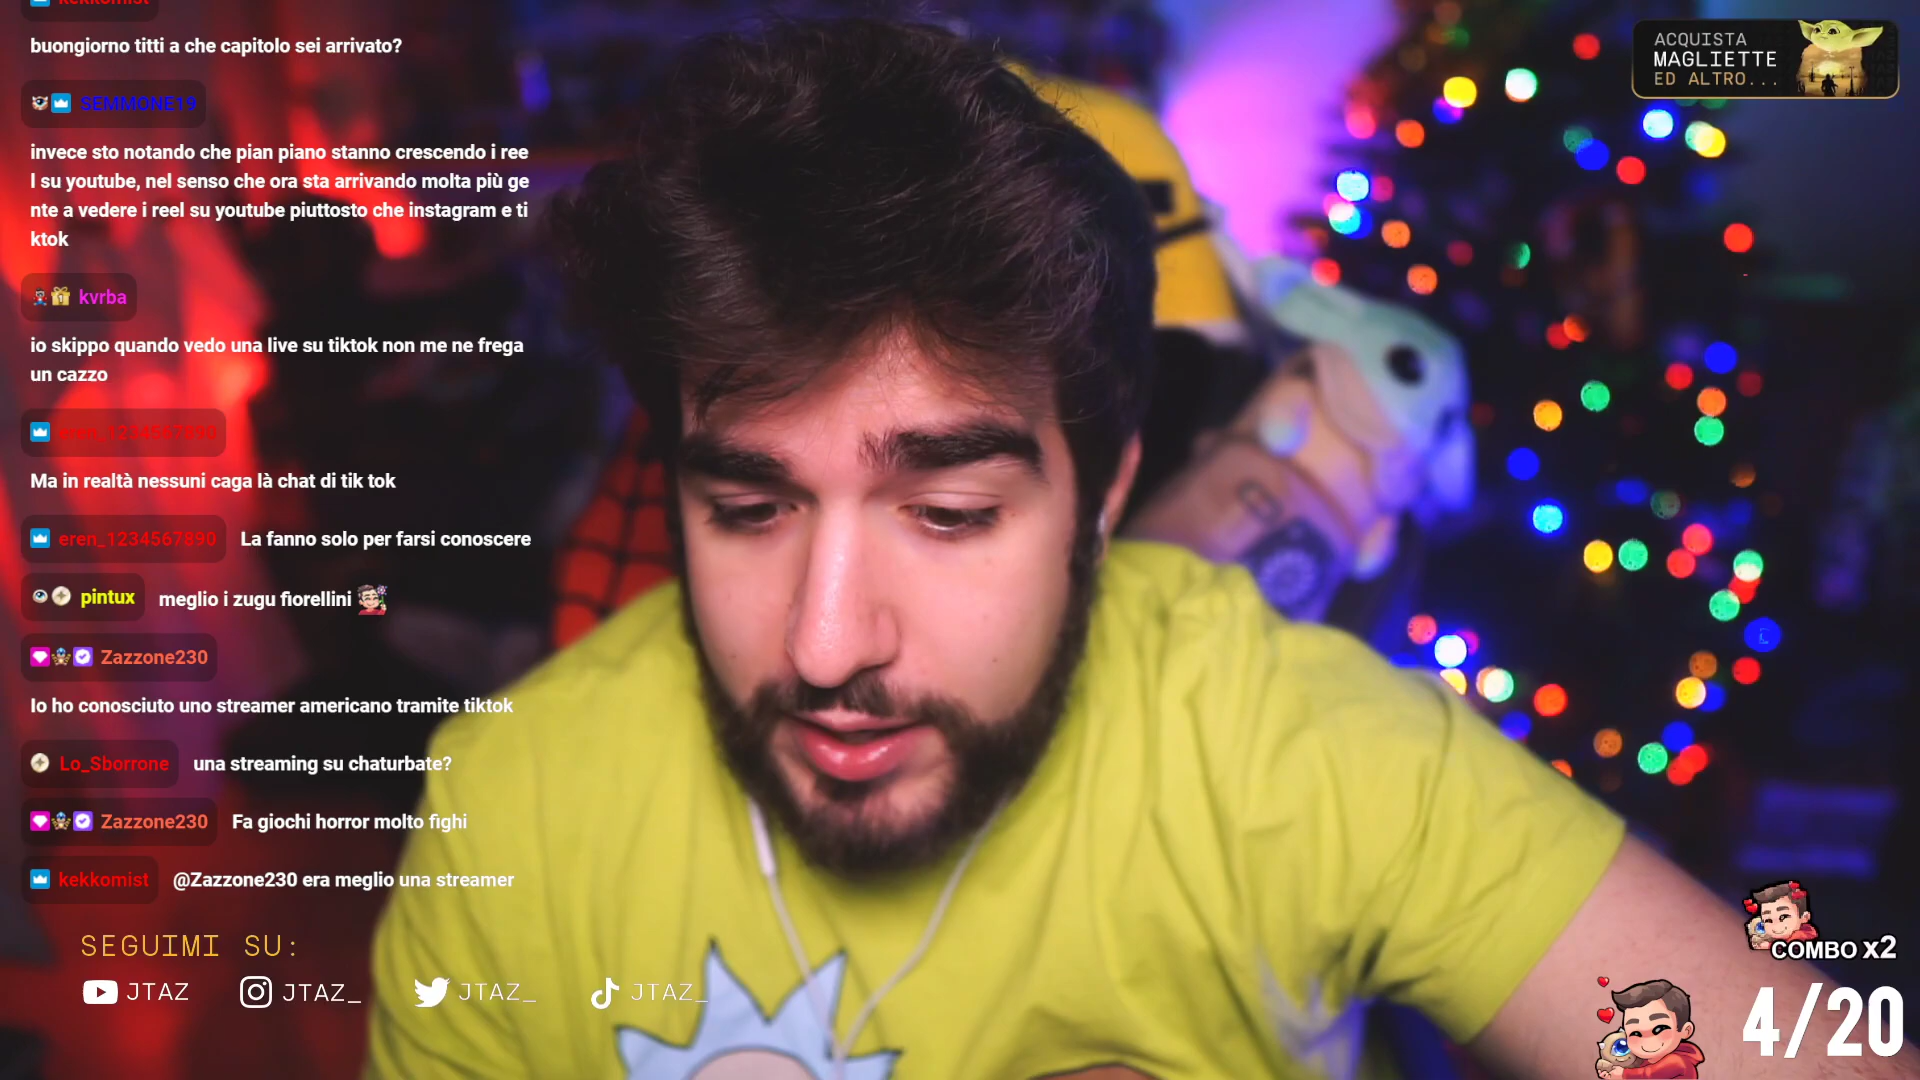 kekkomist
buongiorno titti a che capitolo sei arrivato?
SEMMONE19
invece sto notando che pian piano stanno crescendo i ree
l su youtube, nel senso che ora sta arrivando molta più ge
nte a vedere i reel su youtube piuttosto che instagram e ti
ktok
kvrba
io skippo quando vedo una live su tiktok non me ne frega
un cazzo
eren_1234567890
Ma in realtà nessuni caga là chat di tik tok
eren_1234567890 La fanno solo per farsi conoscere
pintux meglio i zugu fiorellini
Zazzone230
Io ho conosciuto uno streamer americano tramite tiktok
Lo_Sborrone una streaming su chaturbate?
Zazzone230 Fa giochi horror molto fighi
kekkomist @Zazzone230 era meglio una streamer
SEGUIMI SU:
JTAZ JTAZ_ JTAZ_ JTAZ_
ACQUISTA
MAGLIETTE
ED ALTRO...
COMBO x2
4/20